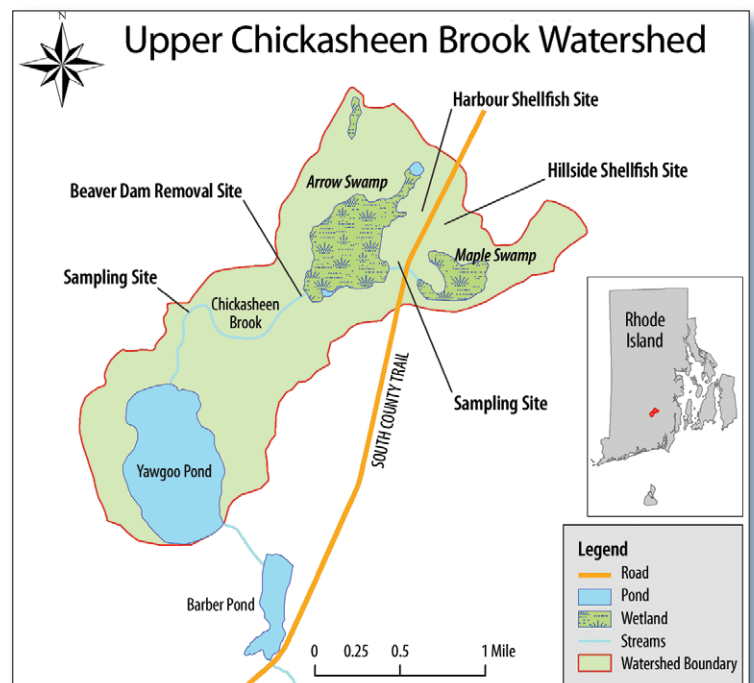 N
Upper Chickasheen Brook Watershed
Harbour Shellfish Site
Hillside Shellfish Site
Arrow Swamp
Beaver Dam Removal Site
Maple Swamp
Sampling Site
Chickasheen
Brook
Rhode
Island
Sampling Site
SOUTH COUNTY TRAIL
Yawgoo Pond
Barber Pond
0 0.25 0.5 1 Mile
Legend
Road
Pond
Wetland
Streams
Watershed Boundary